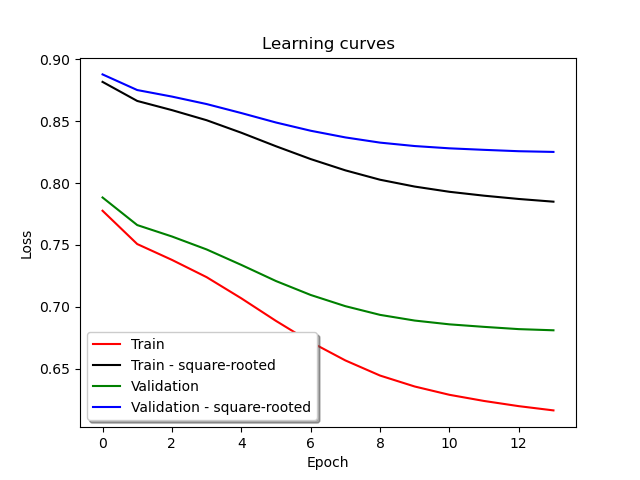 Learning curves
0.90
0.85
0.80
0.75
0.70
0.65
Loss
Train
Train - square-rooted
Validation
Validation - square-rooted
0 2 4 6 8 10 12
Epoch